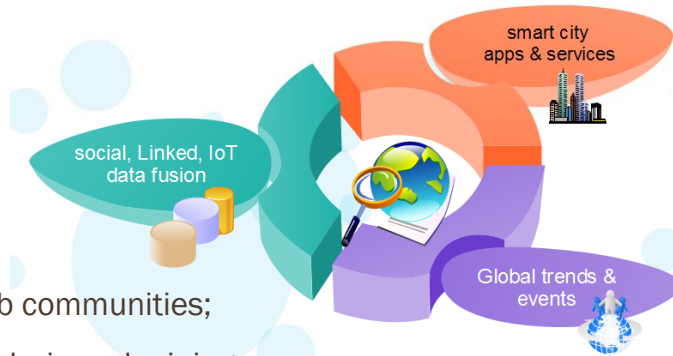 smart city
apps & services
social, Linked, IoT
data fusion
Global trends &
events
communities;